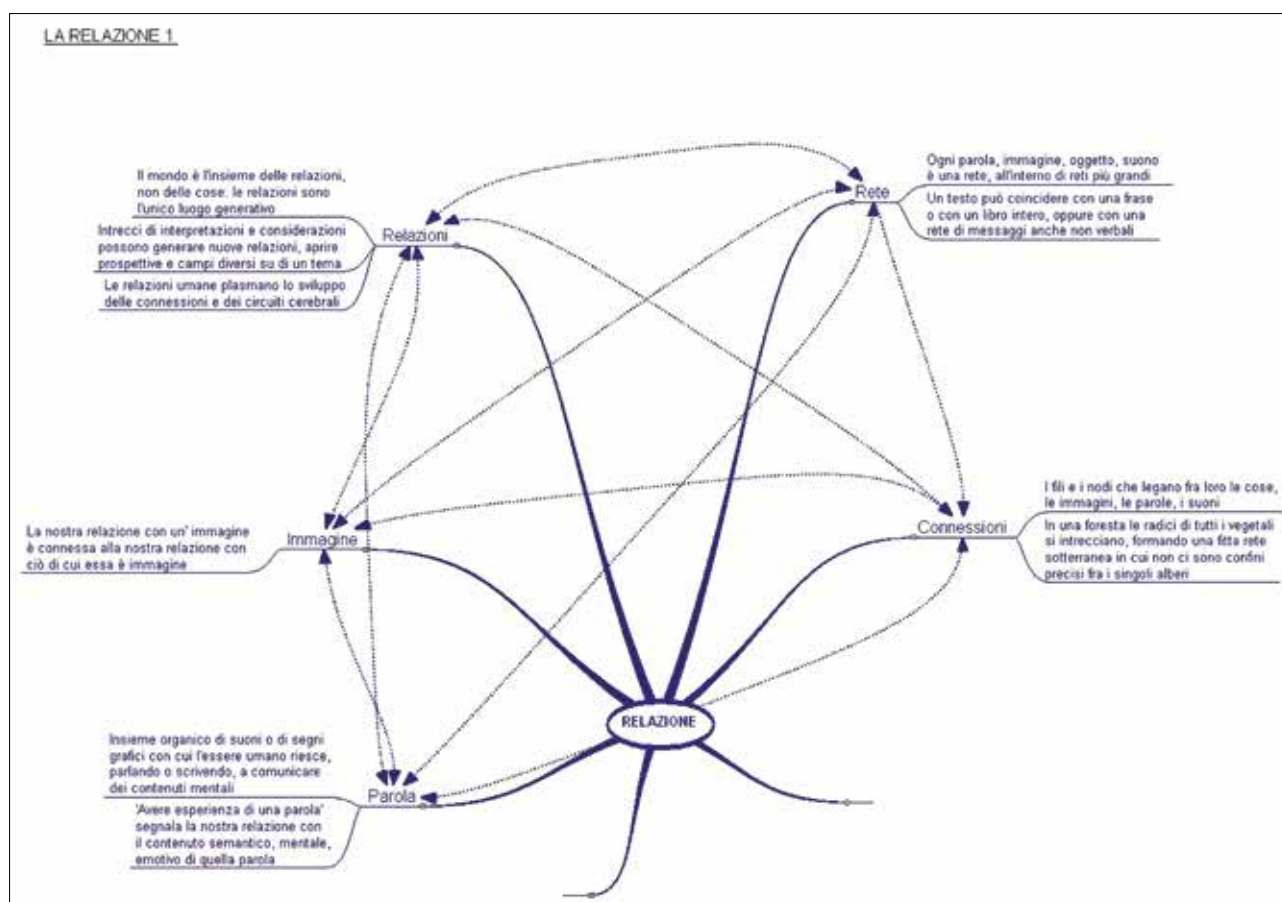 LA RELAZIONE 1
Il mondo è l'insieme delle relazioni,
non delle cose: le relazioni sono
l'unico luogo generativo
Intrecci di interpretazioni e considerazioni
possono generare nuove relazioni, aprire
prospettive e campi diversi su di un tema
Le relazioni umane plasmano lo sviluppo
delle connessioni e dei circuiti cerebrali
Relazioni
Rete
Ogni parola, immagine, oggetto, suono
è una rete, all'interno di reti più grandi
Un testo può coincidere con una frase
o con un libro intero, oppure con una
rete di messaggi anche non verbali
La nostra relazione con un' immagine
è connessa alla nostra relazione con
ciò di cui essa è immagine
Immagine
Connessioni
I fili e i nodi che legano fra loro le cose,
le immagini, le parole, i suoni
In una foresta le radici di tutti i vegetali
si intrecciano, formando una fitta rete
sotterranea in cui non ci sono confini
precisi fra i singoli alberi
RELAZIONE
Insieme organico di suoni o di segni
grafici con cui l'essere umano riesce,
parlando o scrivendo, a comunicare
dei contenuti mentali
'Avere esperienza di una parola'
segnala la nostra relazione con
il contenuto semantico, mentale,
emotivo di quella parola
Parola